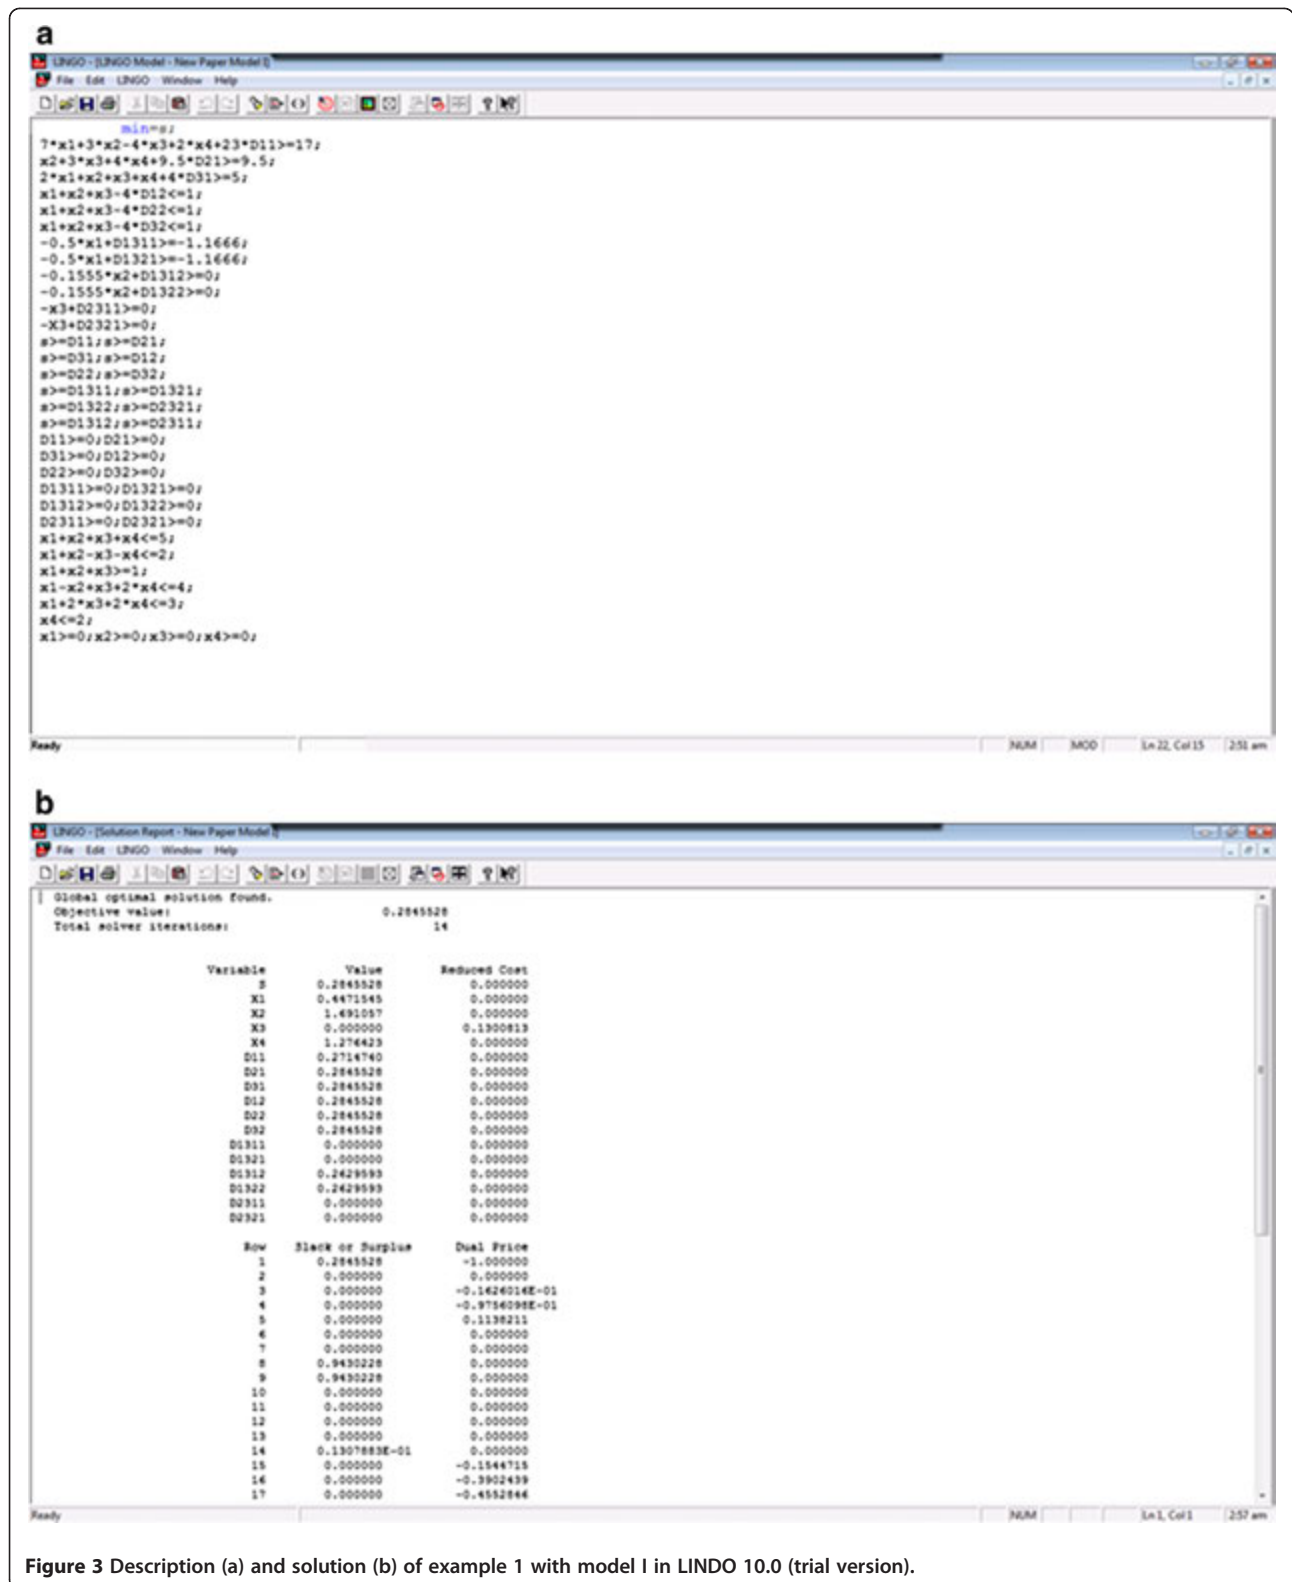 a
LINGO - [LINGO Model - New Paper Model I]
File Edit LINGO Window Help
min=s;
7*x1+3*x2-4*x3+2*x4+23*D11>=17;
x2+3*x3+4*x4+9.5*D21>=9.5;
2*x1+x2+x3+x4+4*D31>=5;
x1+x2+x3-4*D12<=1;
x1+x2+x3-4*D22<=1;
x1+x2+x3-4*D32<=1;
-0.5*x1+D1311>=-1.1666;
-0.5*x1+D1321>=-1.1666;
-0.1555*x2+D1312>=0;
-0.1555*x2+D1322>=0;
-x3+D2311>=0;
-X3+D2321>=0;
s>=D11;s>=D21;
s>=D31;s>=D12;
s>=D22;s>=D32;
s>=D1311;s>=D1321;
s>=D1322;s>=D2321;
s>=D1312;s>=D2311;
D11>=0;D21>=0;
D31>=0;D12>=0;
D22>=0;D32>=0;
D1311>=0;D1321>=0;
D1312>=0;D1322>=0;
D2311>=0;D2321>=0;
x1+x2+x3+x4<=5;
x1+x2-x3-x4<=2;
x1+x2+x3>=1;
x1-x2+x3+2*x4<=4;
x1+2*x3+2*x4<=3;
x4<=2;
x1>=0;x2>=0;x3>=0;x4>=0;
Ready NUM MOD Ln 22, Col 15 2:51 am
b
LINGO - [Solution Report - New Paper Model I]
File Edit LINGO Window Help
Global optimal solution found.
Objective value: 0.2845528
Total solver iterations: 14
Variable Value Reduced Cost
S 0.2845528 0.000000
X1 0.4471545 0.000000
X2 1.691057 0.000000
X3 0.000000 0.1300813
X4 1.276423 0.000000
D11 0.2714740 0.000000
D21 0.2845528 0.000000
D31 0.2845528 0.000000
D12 0.2845528 0.000000
D22 0.2845528 0.000000
D32 0.2845528 0.000000
D1311 0.000000 0.000000
D1321 0.000000 0.000000
D1312 0.2629593 0.000000
D1322 0.2629593 0.000000
D2311 0.000000 0.000000
D2321 0.000000 0.000000
Row Slack or Surplus Dual Price
1 0.2845528 -1.000000
2 0.000000 0.000000
3 0.000000 -0.1626016E-01
4 0.000000 -0.9756098E-01
5 0.000000 0.1138211
6 0.000000 0.000000
7 0.000000 0.000000
8 0.9430228 0.000000
9 0.9430228 0.000000
10 0.000000 0.000000
11 0.000000 0.000000
12 0.000000 0.000000
13 0.000000 0.000000
14 0.1307883E-01 0.000000
15 0.000000 -0.1544715
16 0.000000 -0.3902439
17 0.000000 -0.4552846
Ready NUM Ln 1, Col 1 2:57 am
Figure 3 Description (a) and solution (b) of example 1 with model I in LINDO 10.0 (trial version).